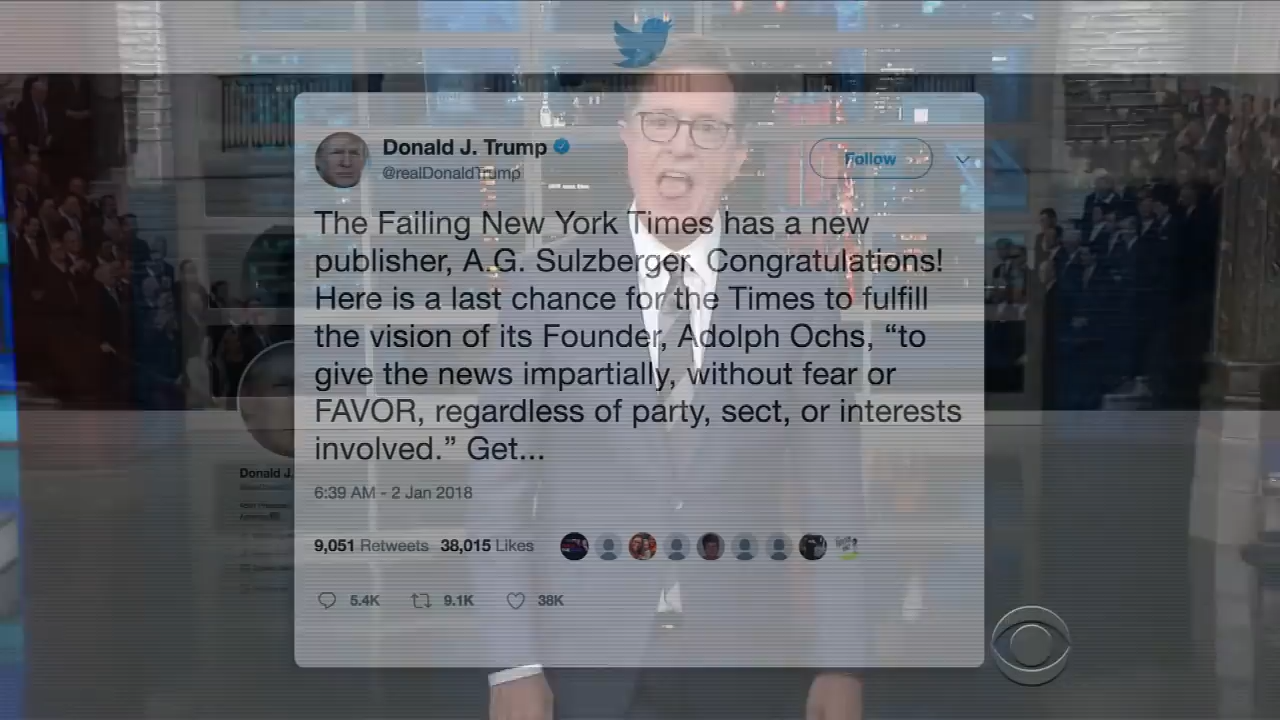 Donald J. Trump
@realDonaldTrump
Follow
The Failing New York Times has a new
publisher, A.G. Sulzberger. Congratulations!
Here is a last chance for the Times to fulfill
the vision of its Founder, Adolph Ochs, “to
give the news impartially, without fear or
FAVOR, regardless of party, sect, or interests
involved.” Get...
6:39 AM - 2 Jan 2018
9,051 Retweets 38,015 Likes
5.4K 9.1K 38K
Donald J.